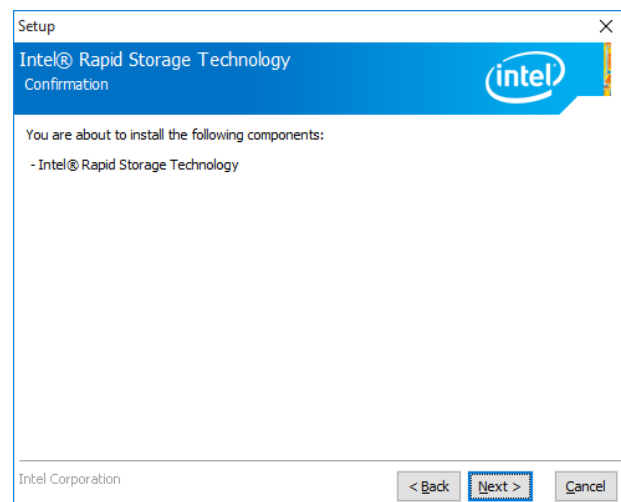 Setup
Intel® Rapid Storage Technology
Confirmation
intel
You are about to install the following components:
- Intel® Rapid Storage Technology
Intel Corporation
< Back Next > Cancel